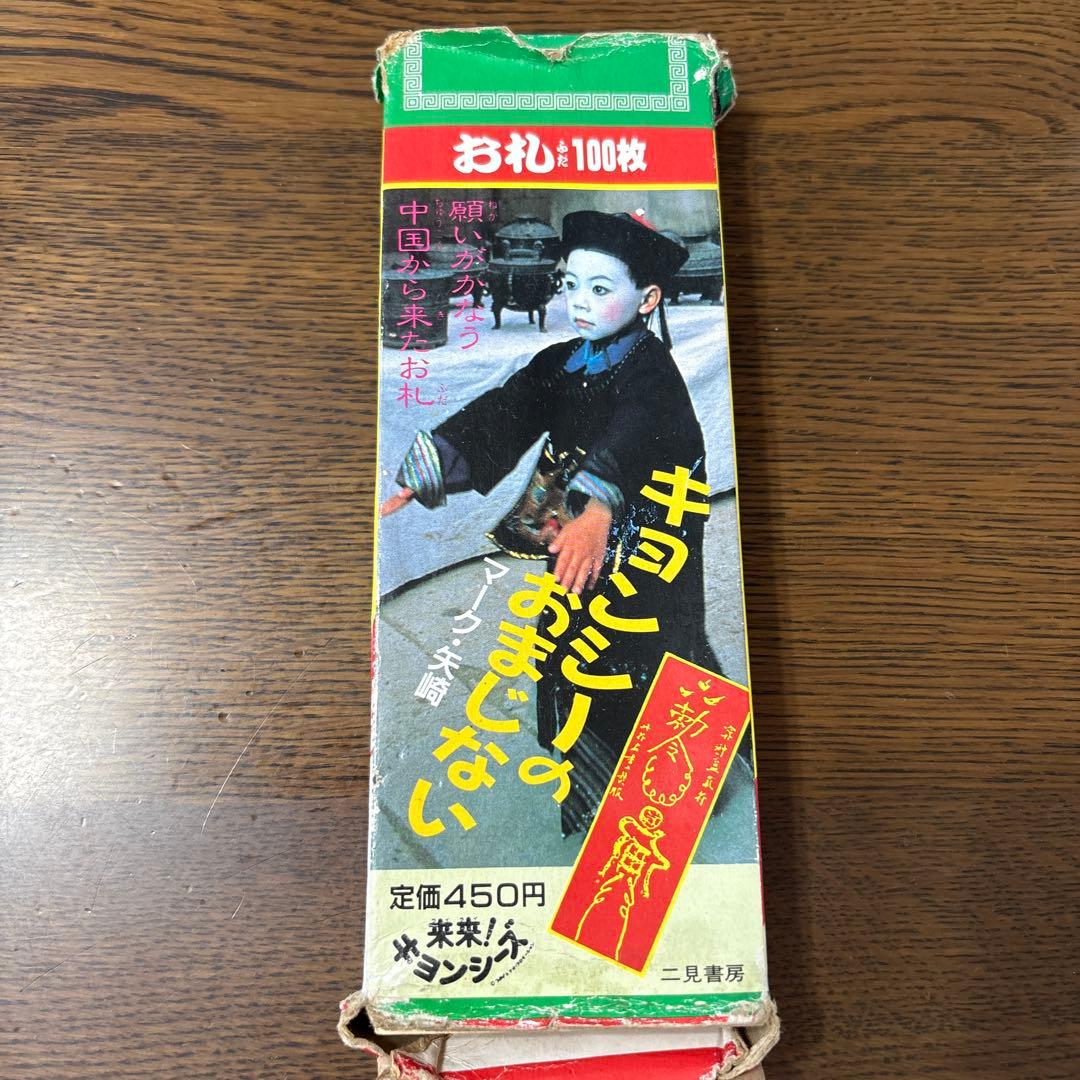 お札ふだ100枚
願ねがいがかなう
中国ちゅうごくから来きたお札ふだ
キョンシーの
おまじない
マーク・矢崎
勅令
定価450円
来来!
キョンシーズ
二見書房